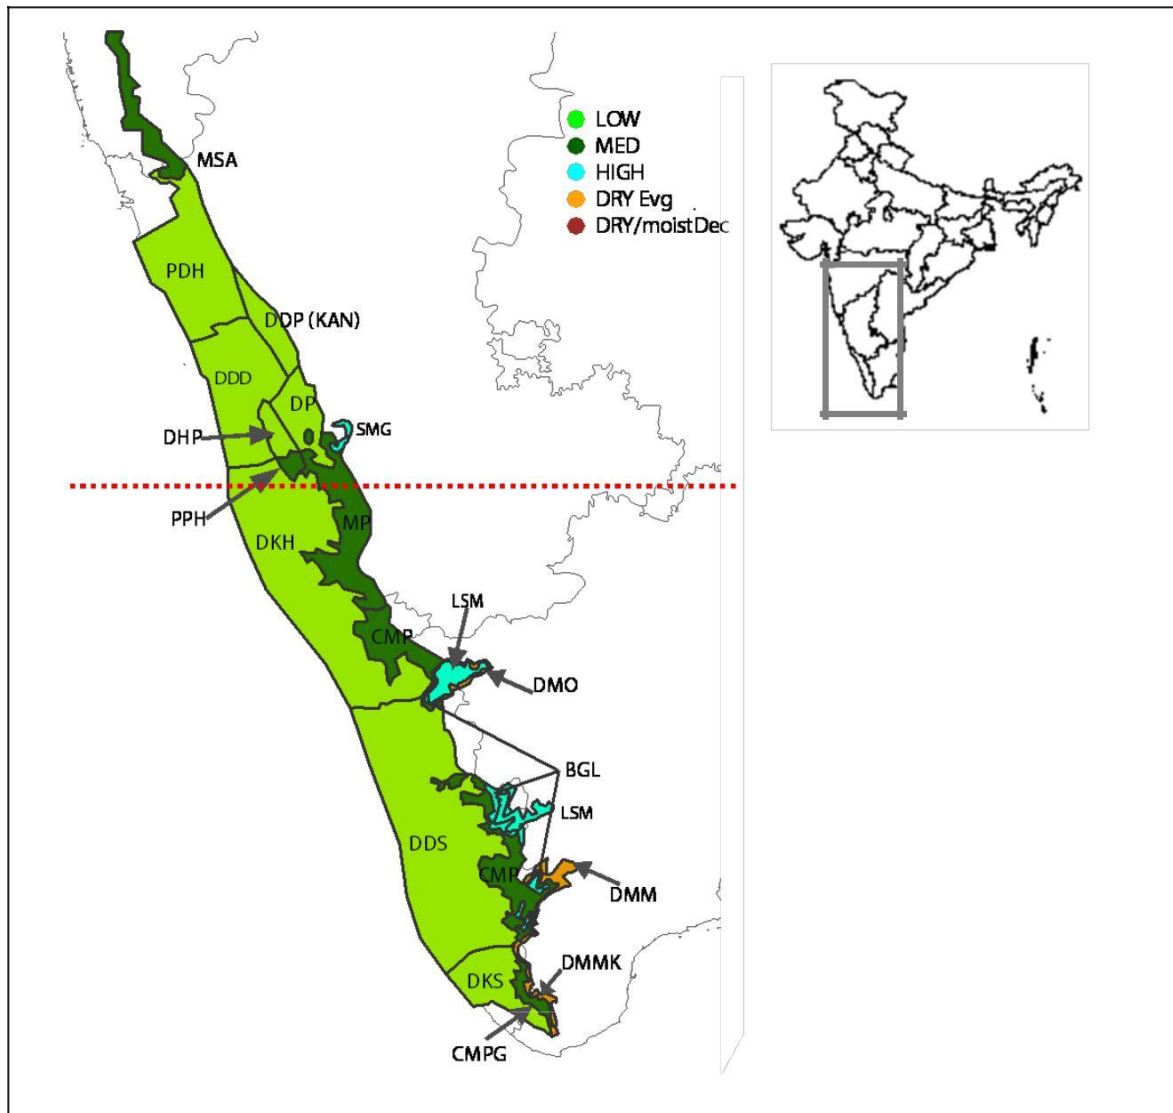 LOW
MED
HIGH
DRY Evg
DRY/moistDec
MSA
PDH
DDP (KAN)
DDD
DP
DHP
SMG
PPH
MP
DKH
LSM
CMP
DMO
BGL
LSM
DDS
CMP
DMM
DMMK
DKS
CMPG